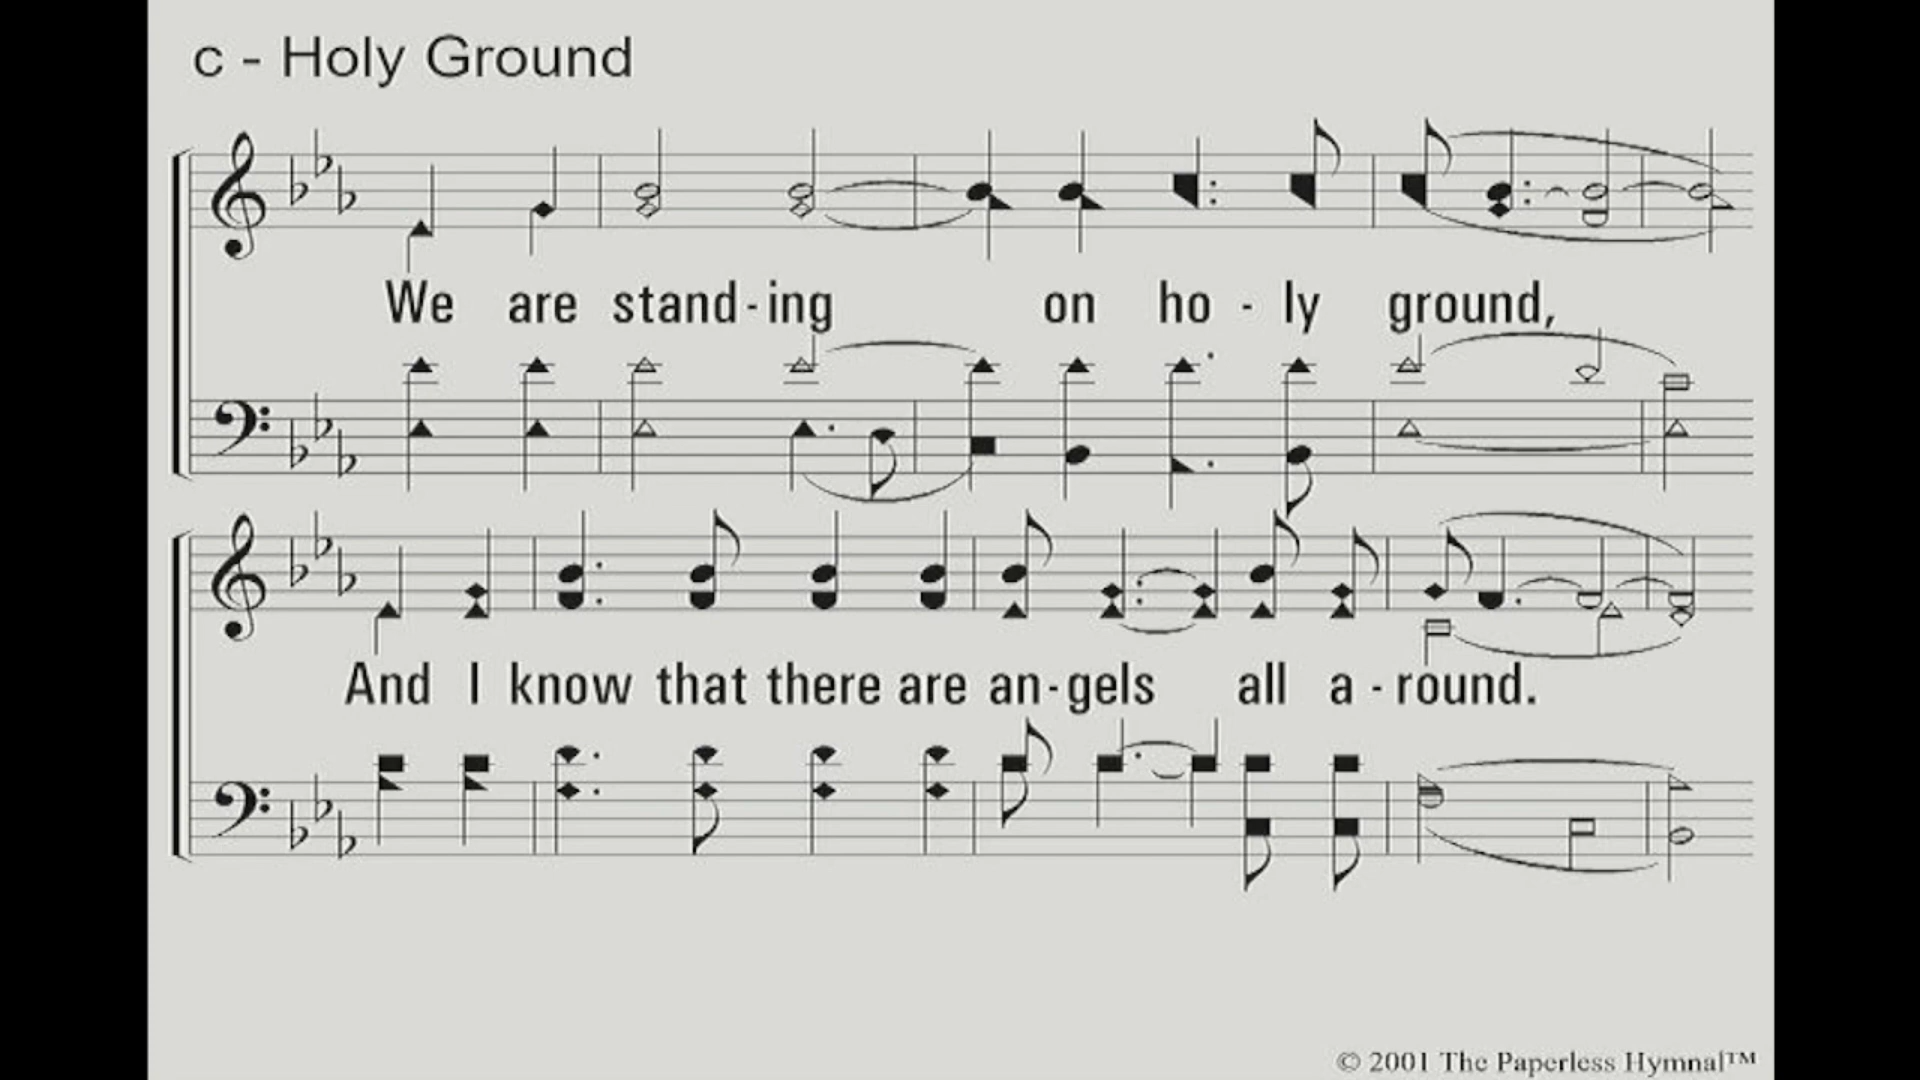 c - Holy Ground
We are stand-ing on ho - ly ground,
And I know that there are an-gels all a - round.
© 2001 The Paperless Hymnal™